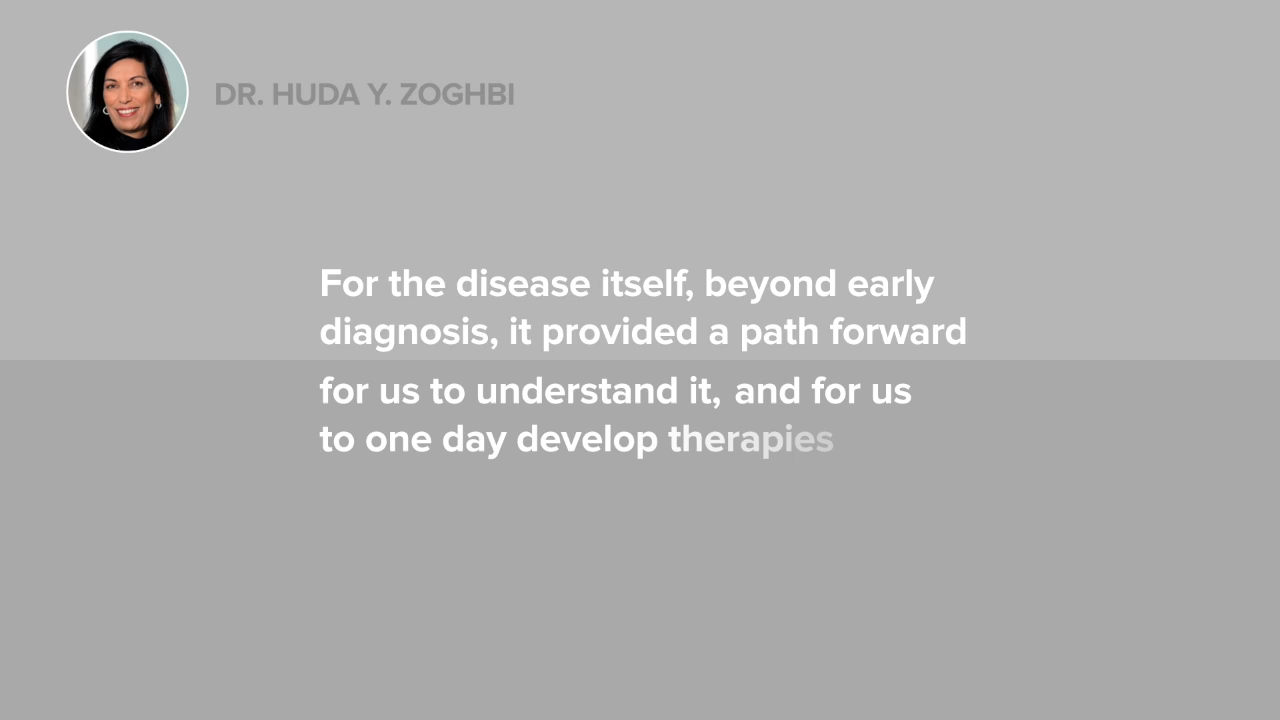 DR. HUDA Y. ZOGHBI
For the disease itself, beyond early
diagnosis, it provided a path forward
for us to understand it, and for us
to one day develop therapies